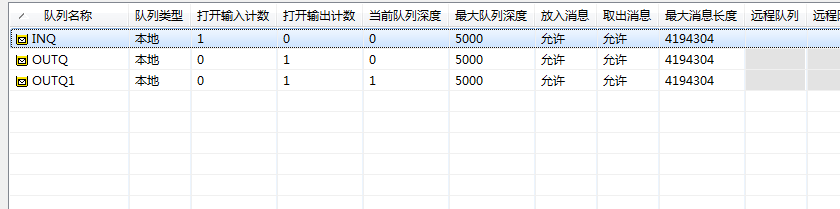 队列名称 队列类型 打开输入计数 打开输出计数 当前队列深度 最大队列深度 放入消息 取出消息 最大消息长度 远程队列 远程
INQ 本地 1 0 0 5000 允许 允许 4194304
OUTQ 本地 0 1 0 5000 允许 允许 4194304
OUTQ1 本地 0 1 1 5000 允许 允许 4194304